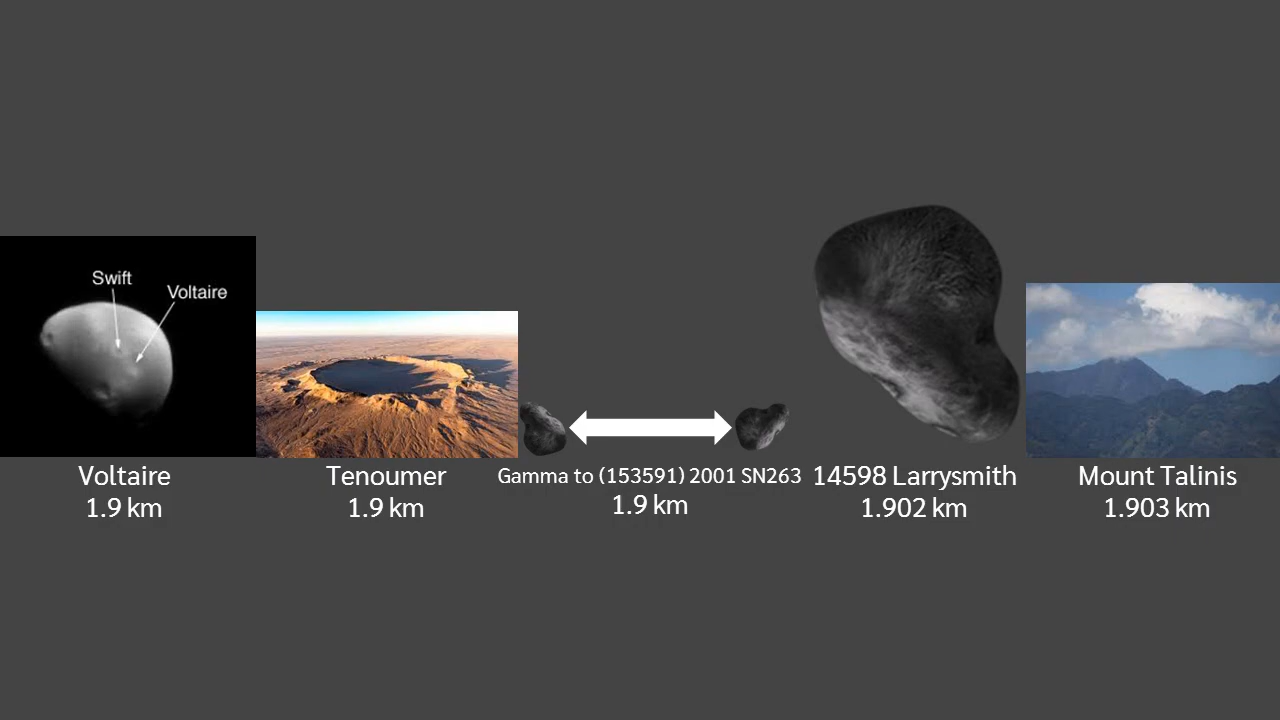 Swift
Voltaire
Voltaire
1.9 km
Tenoumer
1.9 km
Gamma to (153591) 2001 SN263
1.9 km
14598 Larrysmith
1.902 km
Mount Talinis
1.903 km